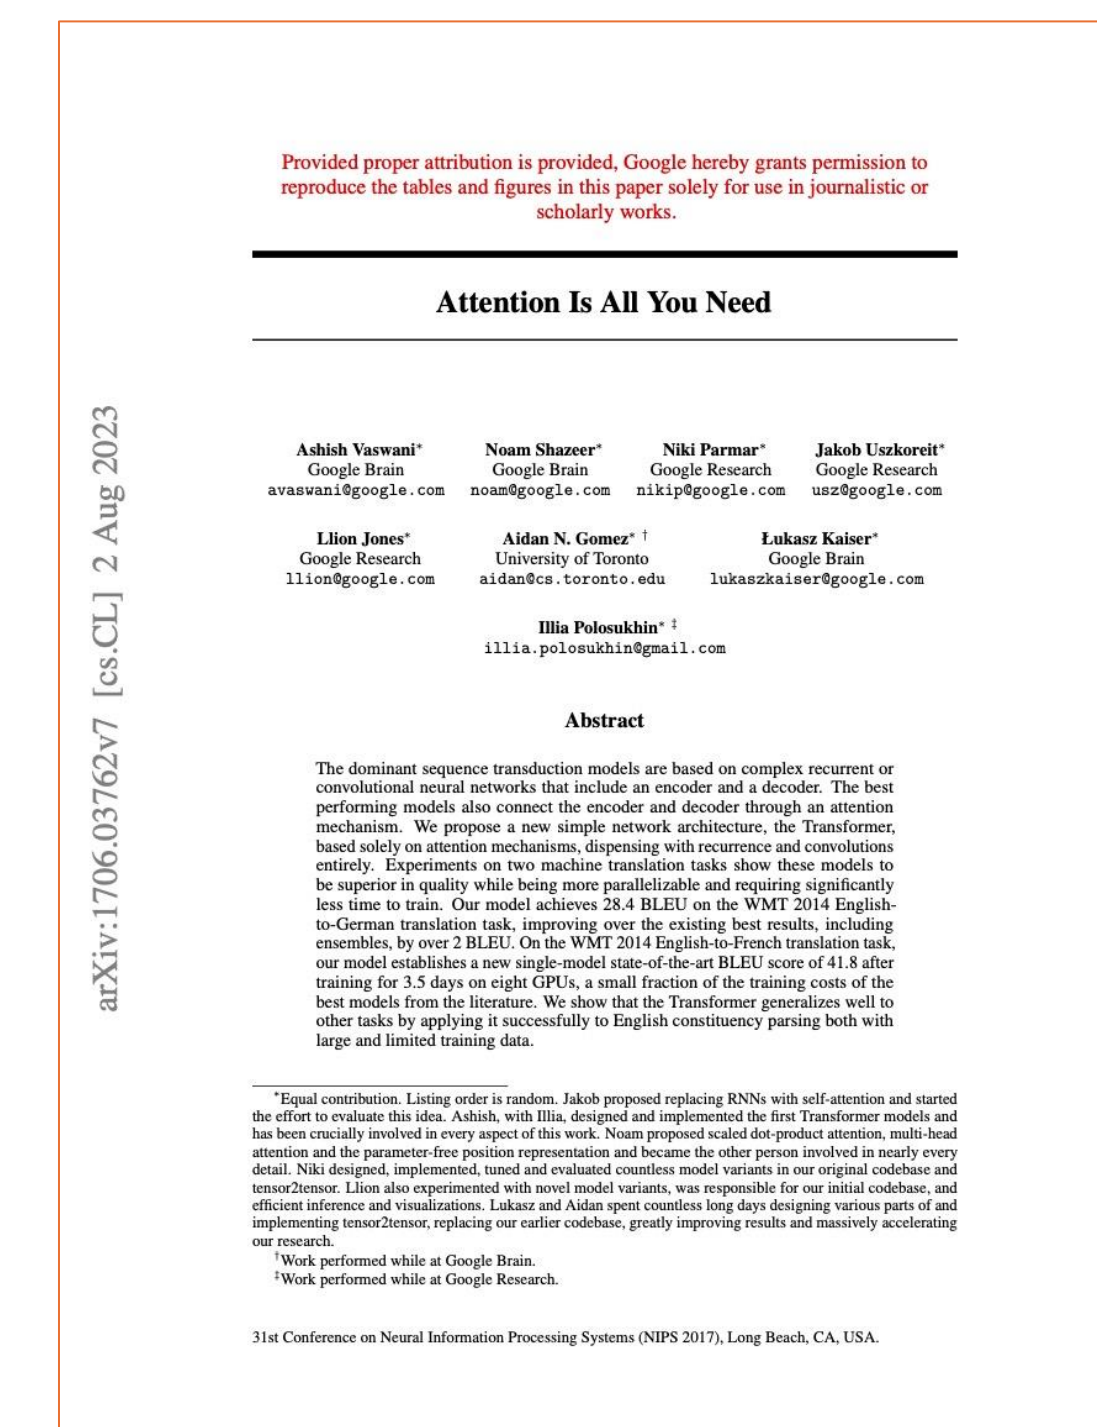 Provided proper attribution is provided, Google hereby grants permission to
reproduce the tables and figures in this paper solely for use in journalistic or
scholarly works.
Attention Is All You Need
Ashish Vaswani* Noam Shazeer* Niki Parmar* Jakob Uszkoreit*
Google Brain Google Brain Google Research Google Research
avaswani@google.com noam@google.com nikip@google.com usz@google.com
Llion Jones* Aidan N. Gomez* † Łukasz Kaiser*
Google Research University of Toronto Google Brain
llion@google.com aidan@cs.toronto.edu lukaszkaiser@google.com
Illia Polosukhin* ‡
illia.polosukhin@gmail.com
Abstract
The dominant sequence transduction models are based on complex recurrent or
convolutional neural networks that include an encoder and a decoder. The best
performing models also connect the encoder and decoder through an attention
mechanism. We propose a new simple network architecture, the Transformer,
based solely on attention mechanisms, dispensing with recurrence and convolutions
entirely. Experiments on two machine translation tasks show these models to
be superior in quality while being more parallelizable and requiring significantly
less time to train. Our model achieves 28.4 BLEU on the WMT 2014 English-
to-German translation task, improving over the existing best results, including
ensembles, by over 2 BLEU. On the WMT 2014 English-to-French translation task,
our model establishes a new single-model state-of-the-art BLEU score of 41.8 after
training for 3.5 days on eight GPUs, a small fraction of the training costs of the
best models from the literature. We show that the Transformer generalizes well to
other tasks by applying it successfully to English constituency parsing both with
large and limited training data.
*Equal contribution. Listing order is random. Jakob proposed replacing RNNs with self-attention and started
the effort to evaluate this idea. Ashish, with Illia, designed and implemented the first Transformer models and
has been crucially involved in every aspect of this work. Noam proposed scaled dot-product attention, multi-head
attention and the parameter-free position representation and became the other person involved in nearly every
detail. Niki designed, implemented, tuned and evaluated countless model variants in our original codebase and
tensor2tensor. Llion also experimented with novel model variants, was responsible for our initial codebase, and
efficient inference and visualizations. Lukasz and Aidan spent countless long days designing various parts of and
implementing tensor2tensor, replacing our earlier codebase, greatly improving results and massively accelerating
our research.
†Work performed while at Google Brain.
‡Work performed while at Google Research.
31st Conference on Neural Information Processing Systems (NIPS 2017), Long Beach, CA, USA.
arXiv:1706.03762v7 [cs.CL] 2 Aug 2023